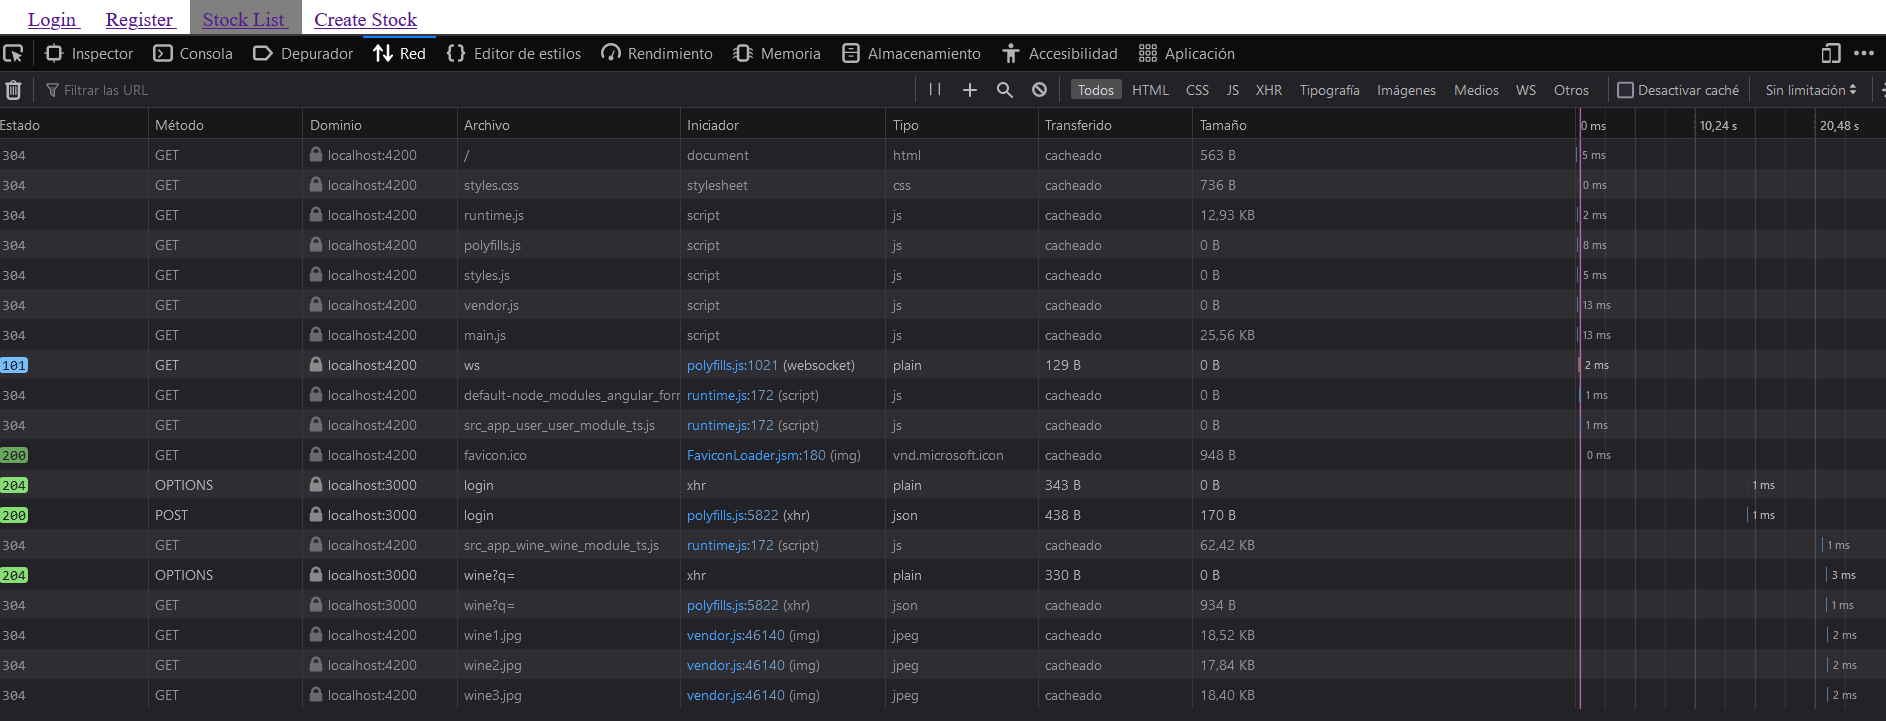 Login Register Stock List Create Stock
Inspector Consola Depurador Red Editor de estilos Rendimiento Memoria Almacenamiento Accesibilidad Aplicación
Filtrar las URL Todos HTML CSS JS XHR Tipografía Imágenes Medios WS Otros Desactivar caché Sin limitación
Estado Método Dominio Archivo Iniciador Tipo Transferido Tamaño 0 ms 10,24 s 20,48 s
304 GET localhost:4200 / document html cacheado 563 B 5 ms
304 GET localhost:4200 styles.css stylesheet css cacheado 736 B 0 ms
304 GET localhost:4200 runtime.js script js cacheado 12,93 KB 2 ms
304 GET localhost:4200 polyfills.js script js cacheado 0 B 8 ms
304 GET localhost:4200 styles.js script js cacheado 0 B 5 ms
304 GET localhost:4200 vendor.js script js cacheado 0 B 13 ms
304 GET localhost:4200 main.js script js cacheado 25,56 KB 13 ms
101 GET localhost:4200 ws polyfills.js:1021 (websocket) plain 129 B 0 B 2 ms
304 GET localhost:4200 default-node_modules_angular_forr runtime.js:172 (script) js cacheado 0 B 1 ms
304 GET localhost:4200 src_app_user_user_module_ts.js runtime.js:172 (script) js cacheado 0 B 1 ms
200 GET localhost:4200 favicon.ico FaviconLoader.jsm:180 (img) vnd.microsoft.icon cacheado 948 B 0 ms
204 OPTIONS localhost:3000 login xhr plain 343 B 0 B 1 ms
200 POST localhost:3000 login polyfills.js:5822 (xhr) json 438 B 170 B 1 ms
304 GET localhost:4200 src_app_wine_wine_module_ts.js runtime.js:172 (script) js cacheado 62,42 KB 1 ms
204 OPTIONS localhost:3000 wine?q= xhr plain 330 B 0 B 3 ms
304 GET localhost:3000 wine?q= polyfills.js:5822 (xhr) json cacheado 934 B 1 ms
304 GET localhost:4200 wine1.jpg vendor.js:46140 (img) jpeg cacheado 18,52 KB 2 ms
304 GET localhost:4200 wine2.jpg vendor.js:46140 (img) jpeg cacheado 17,84 KB 2 ms
304 GET localhost:4200 wine3.jpg vendor.js:46140 (img) jpeg cacheado 18,40 KB 2 ms